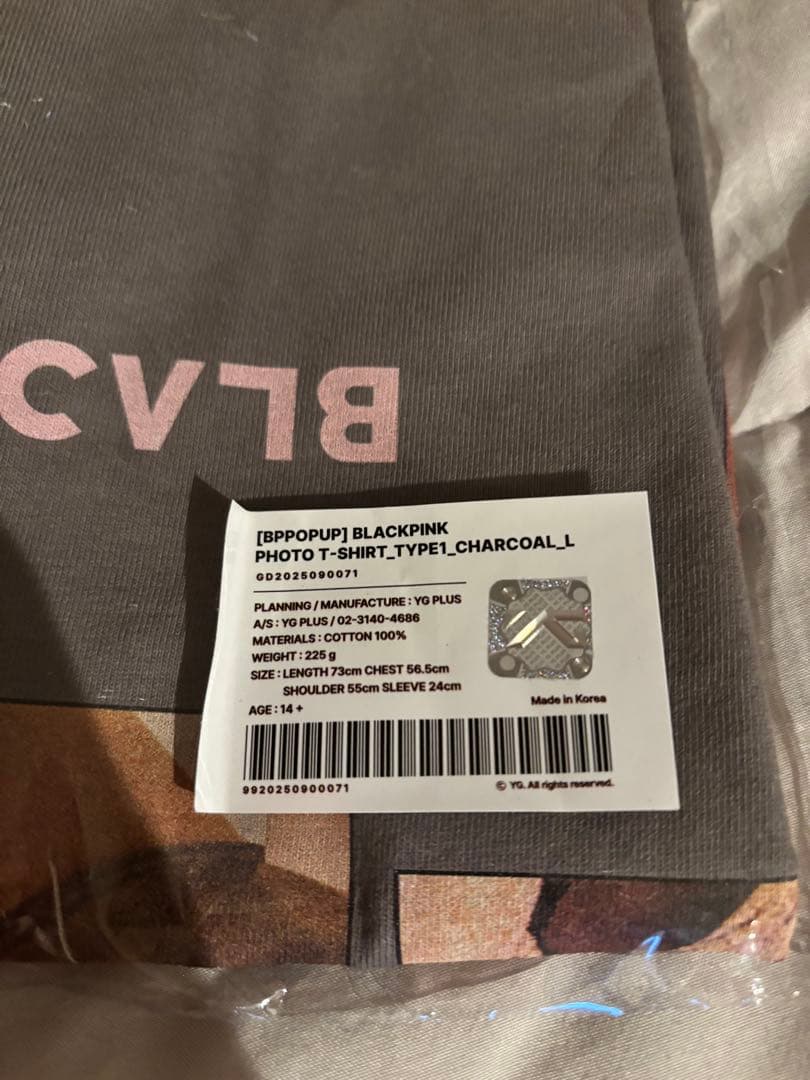 BLAC
[BPPOPUP] BLACKPINK
PHOTO T-SHIRT_TYPE1_CHARCOAL_L
GD2025090071
PLANNING / MANUFACTURE : YG PLUS
A/S : YG PLUS / 02-3140-4686
MATERIALS : COTTON 100%
WEIGHT : 225 g
SIZE : LENGTH 73cm CHEST 56.5cm
SHOULDER 55cm SLEEVE 24cm
AGE : 14 +
Made in Korea
9920250900071
© YG. All rights reserved.